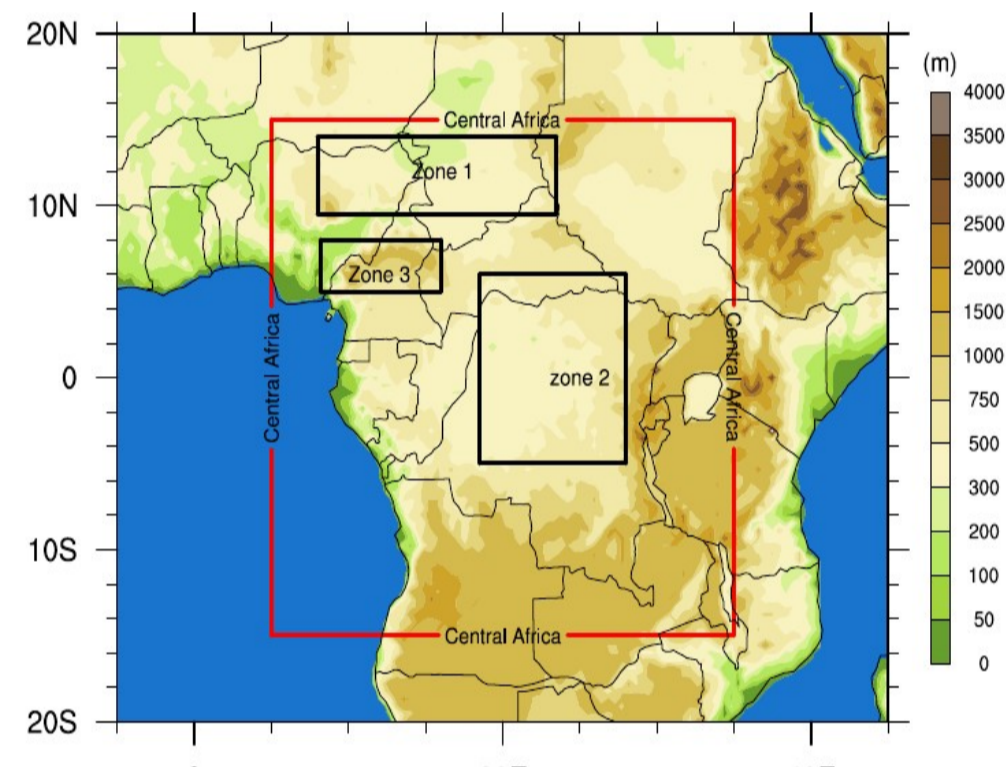 20N
(m)
4000
Central Africa
3500
Zone 1
3000
10N
2500
Zone 3
2000
1500
Central Africa
Central Africa
1000
0
zone 2
750
500
300
200
10S
100
50
Central Africa
0
20S